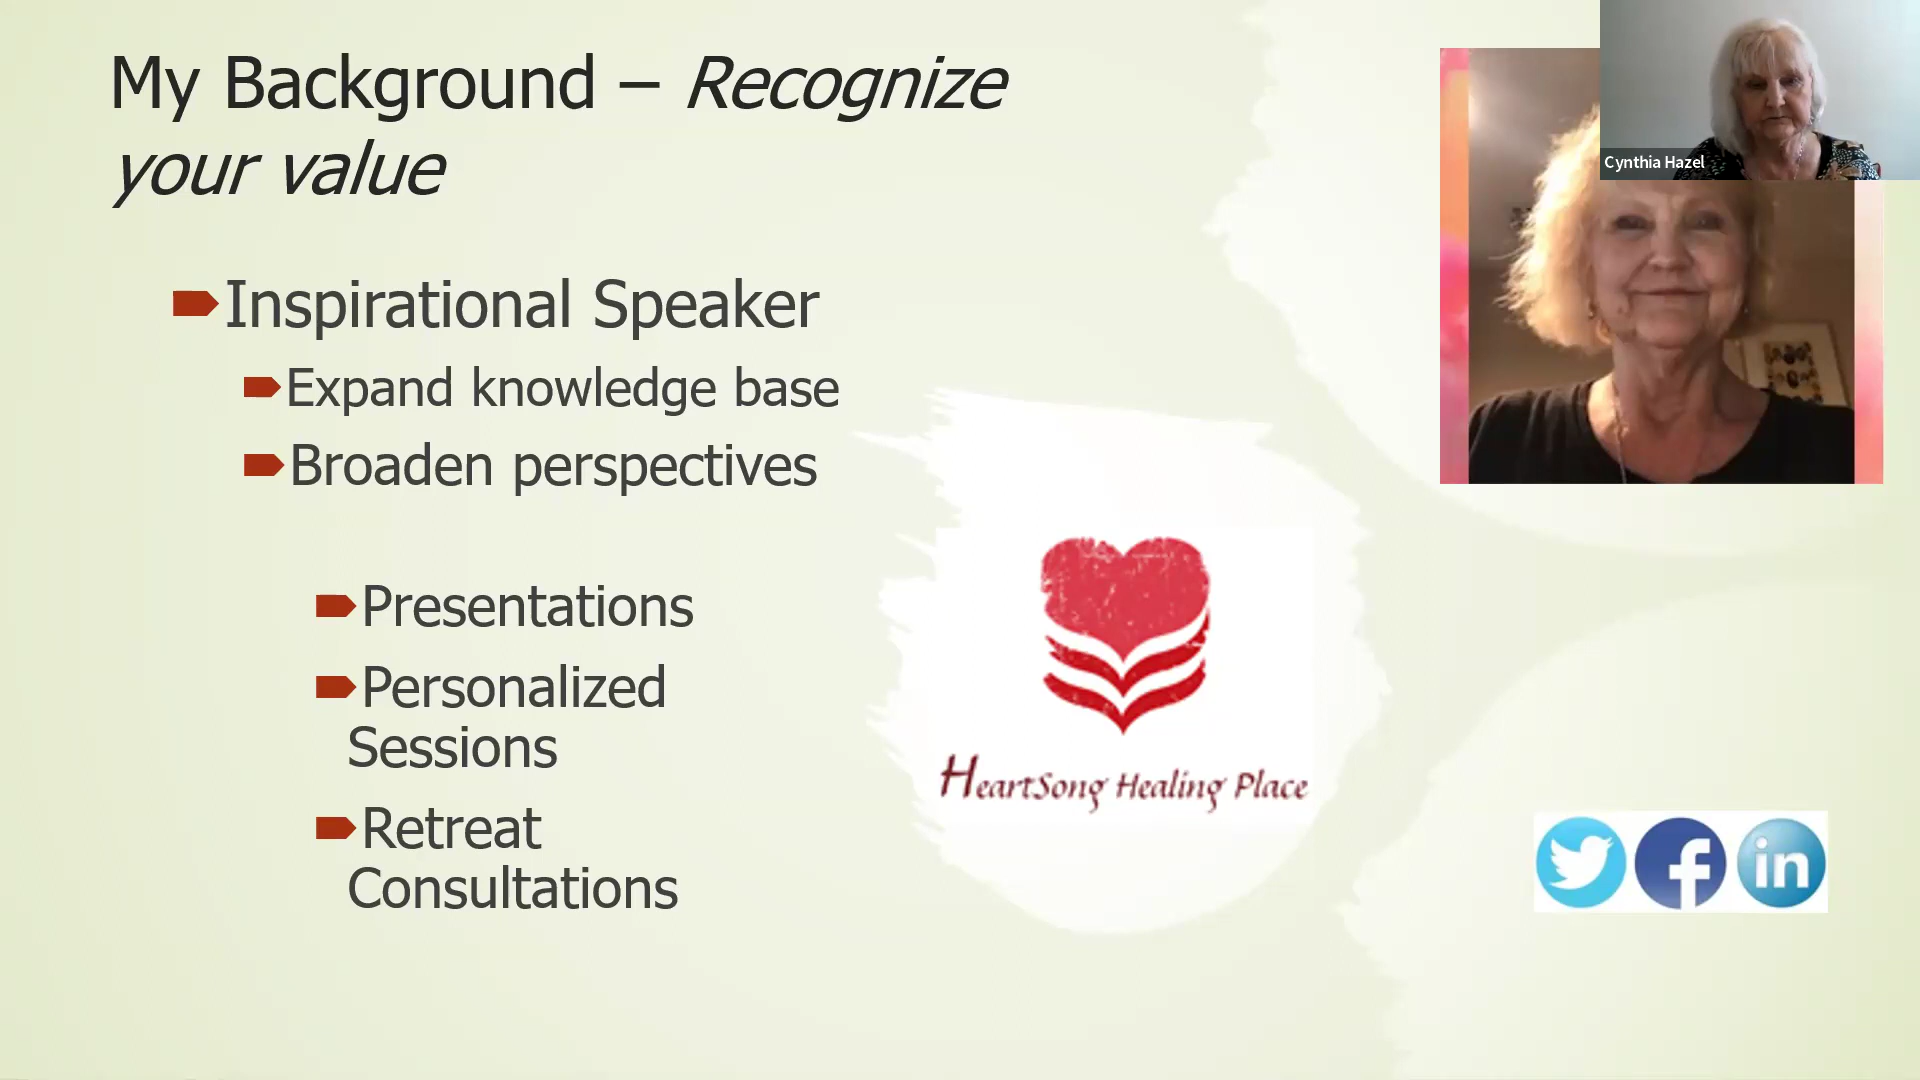 My Background – Recognize
your value
Cynthia Hazel
Inspirational Speaker
Expand knowledge base
Broaden perspectives
Presentations
Personalized
Sessions
Retreat
Consultations
HeartSong Healing Place
f
in